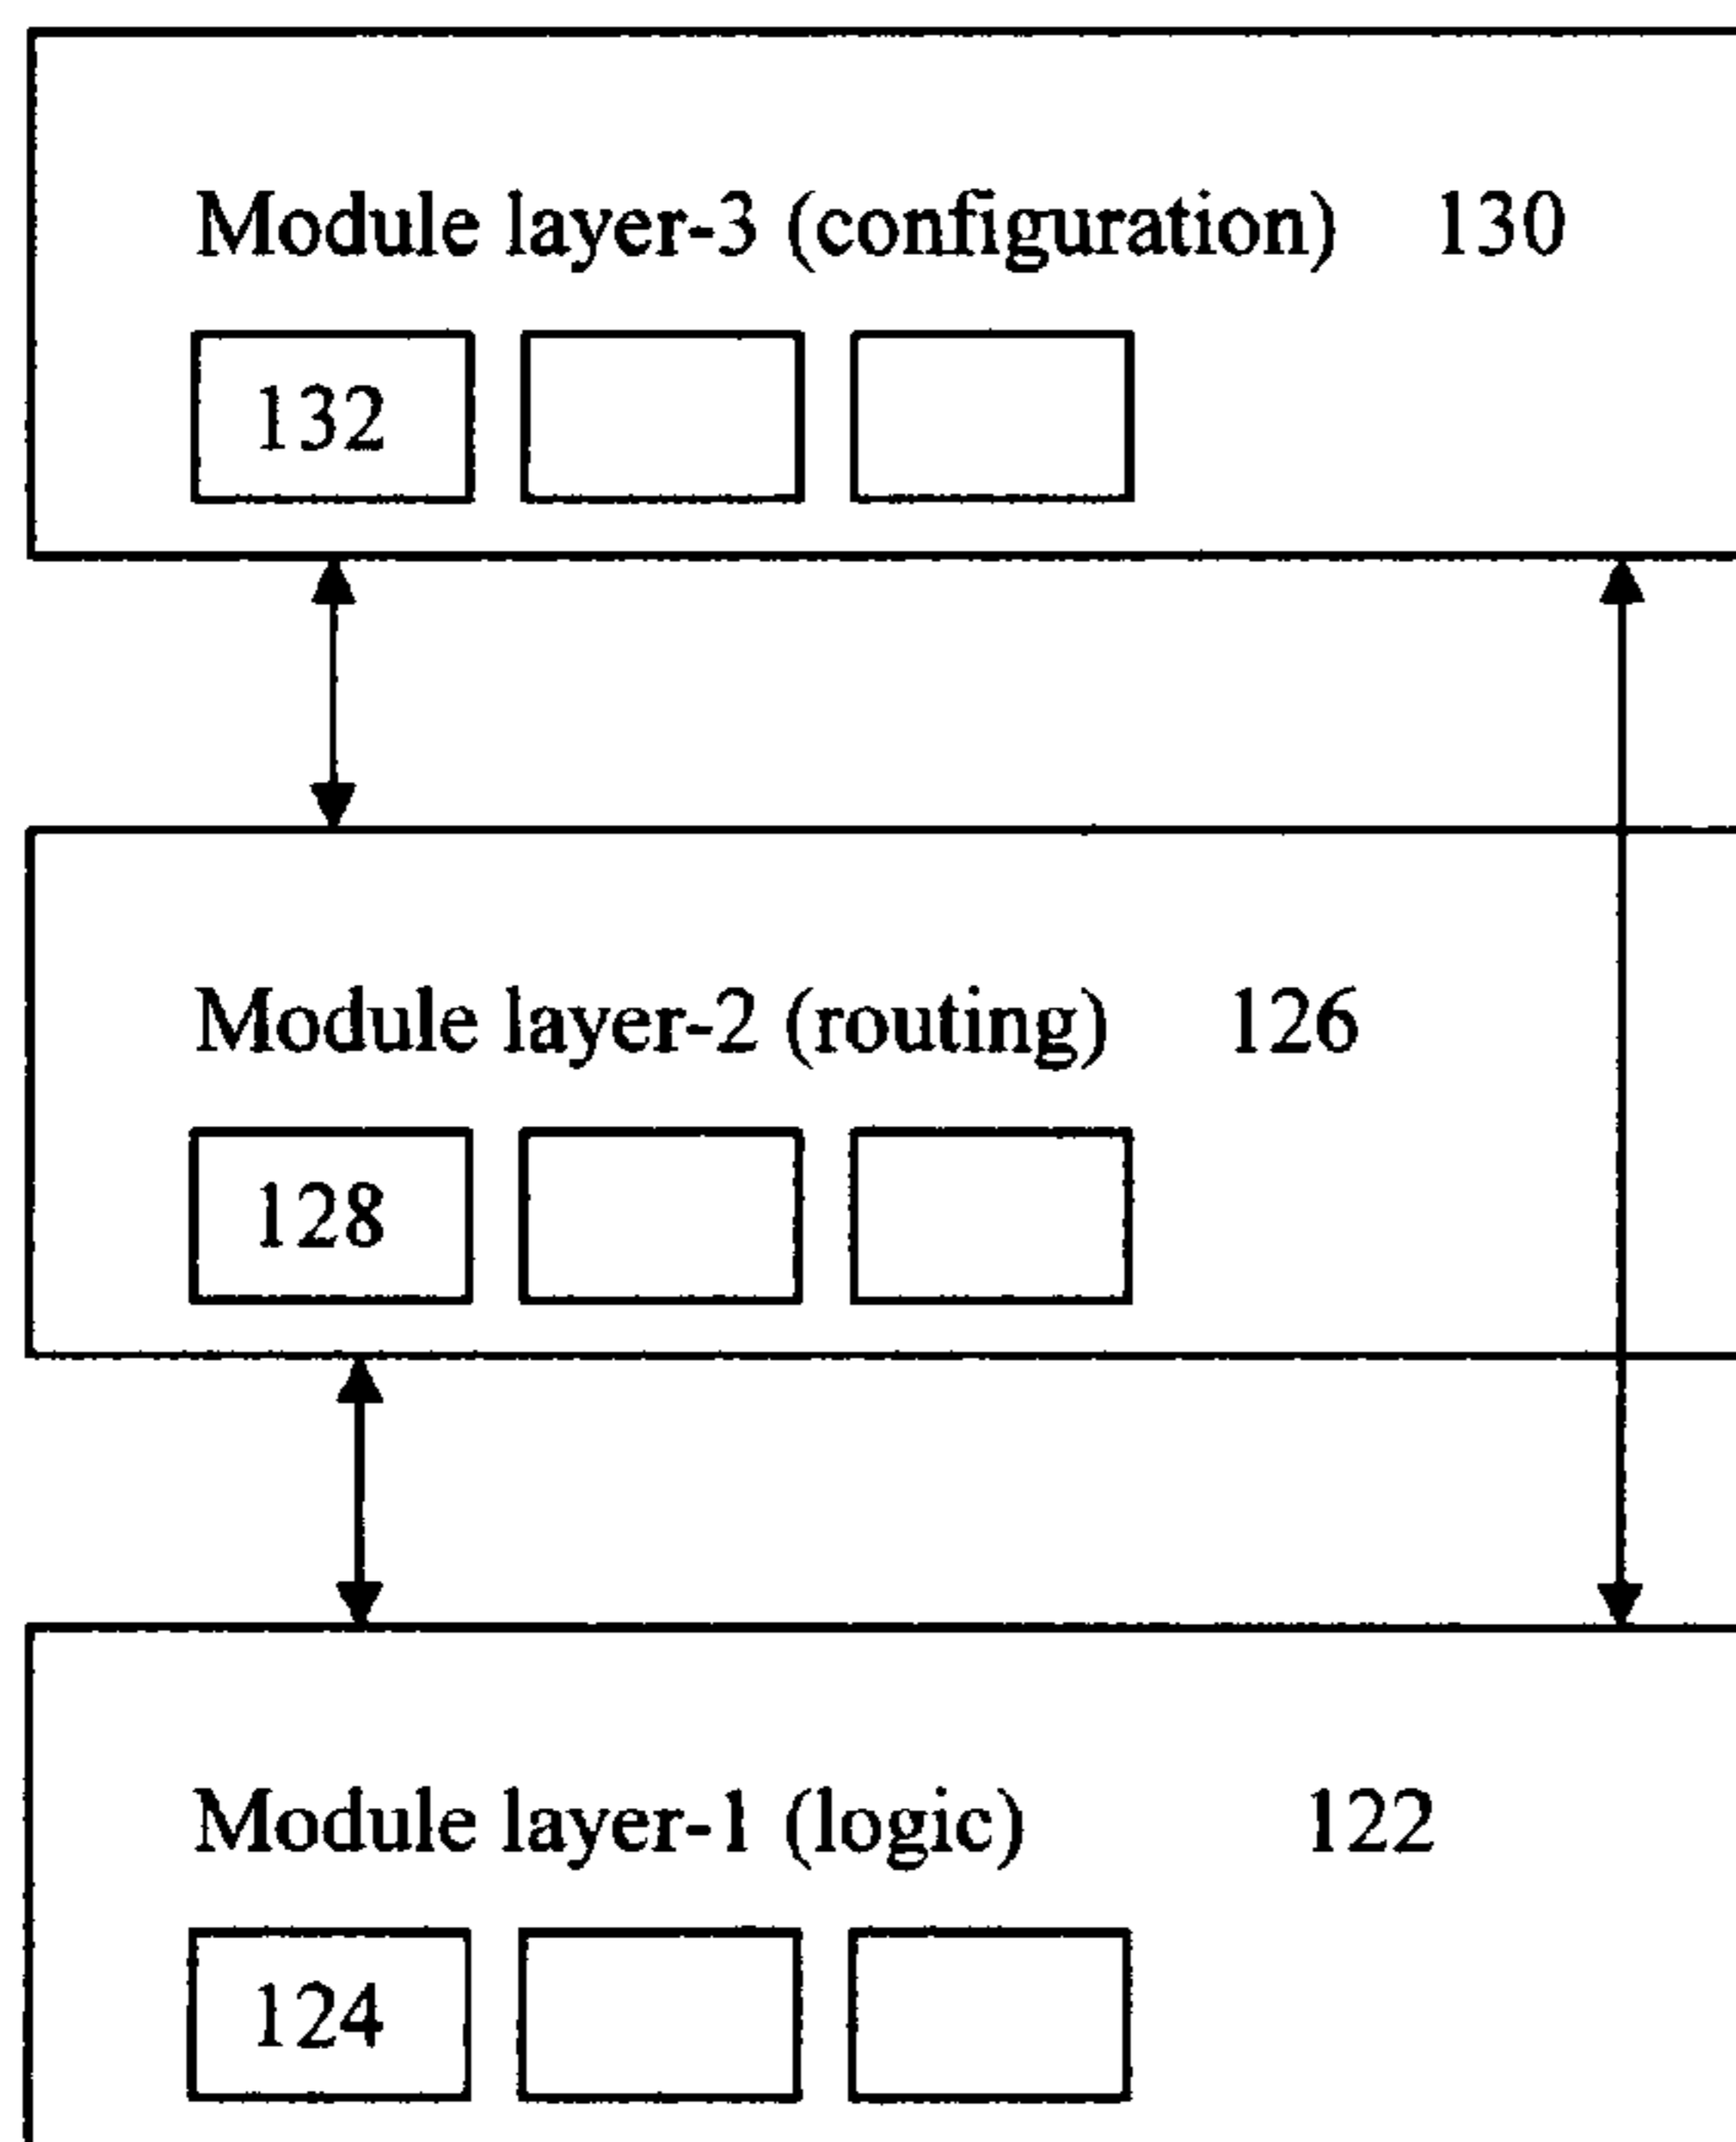 Module layer-3 (configuration) 130
132
Module layer-2 (routing) 126
128
Module layer-1 (logic) 122
124